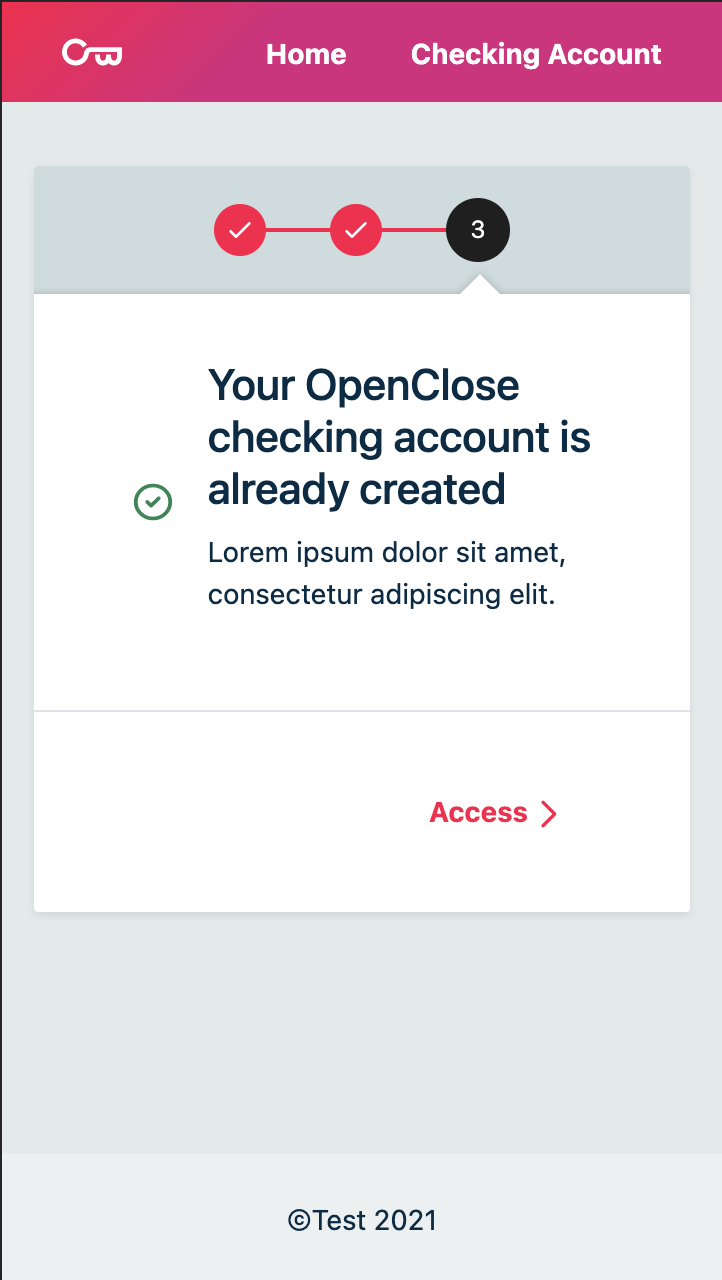 Home Checking Account
3
Your OpenClose
checking account is
already created
Lorem ipsum dolor sit amet,
consectetur adipiscing elit.
Access
©Test 2021